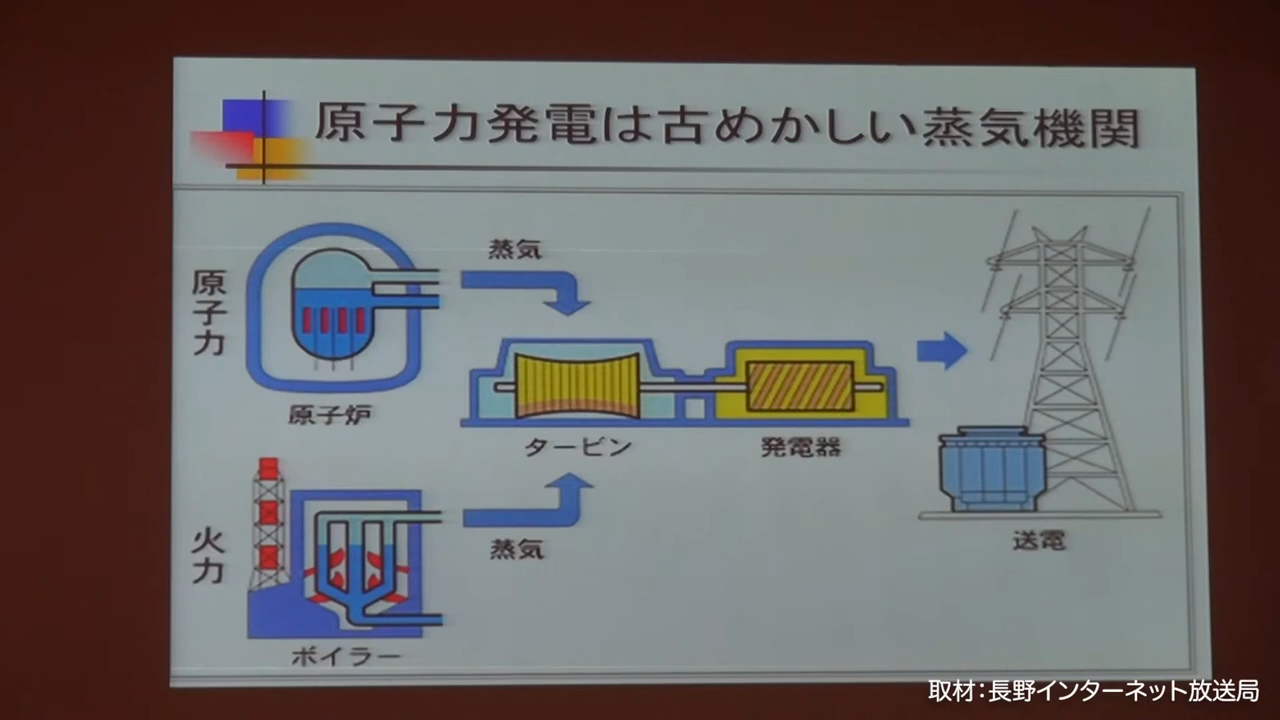 原子力発電は古めかしい蒸気機関
原子力
蒸気
原子炉
タービン
発電器
火力
蒸気
送電
ボイラー
取材:長野インターネット放送局